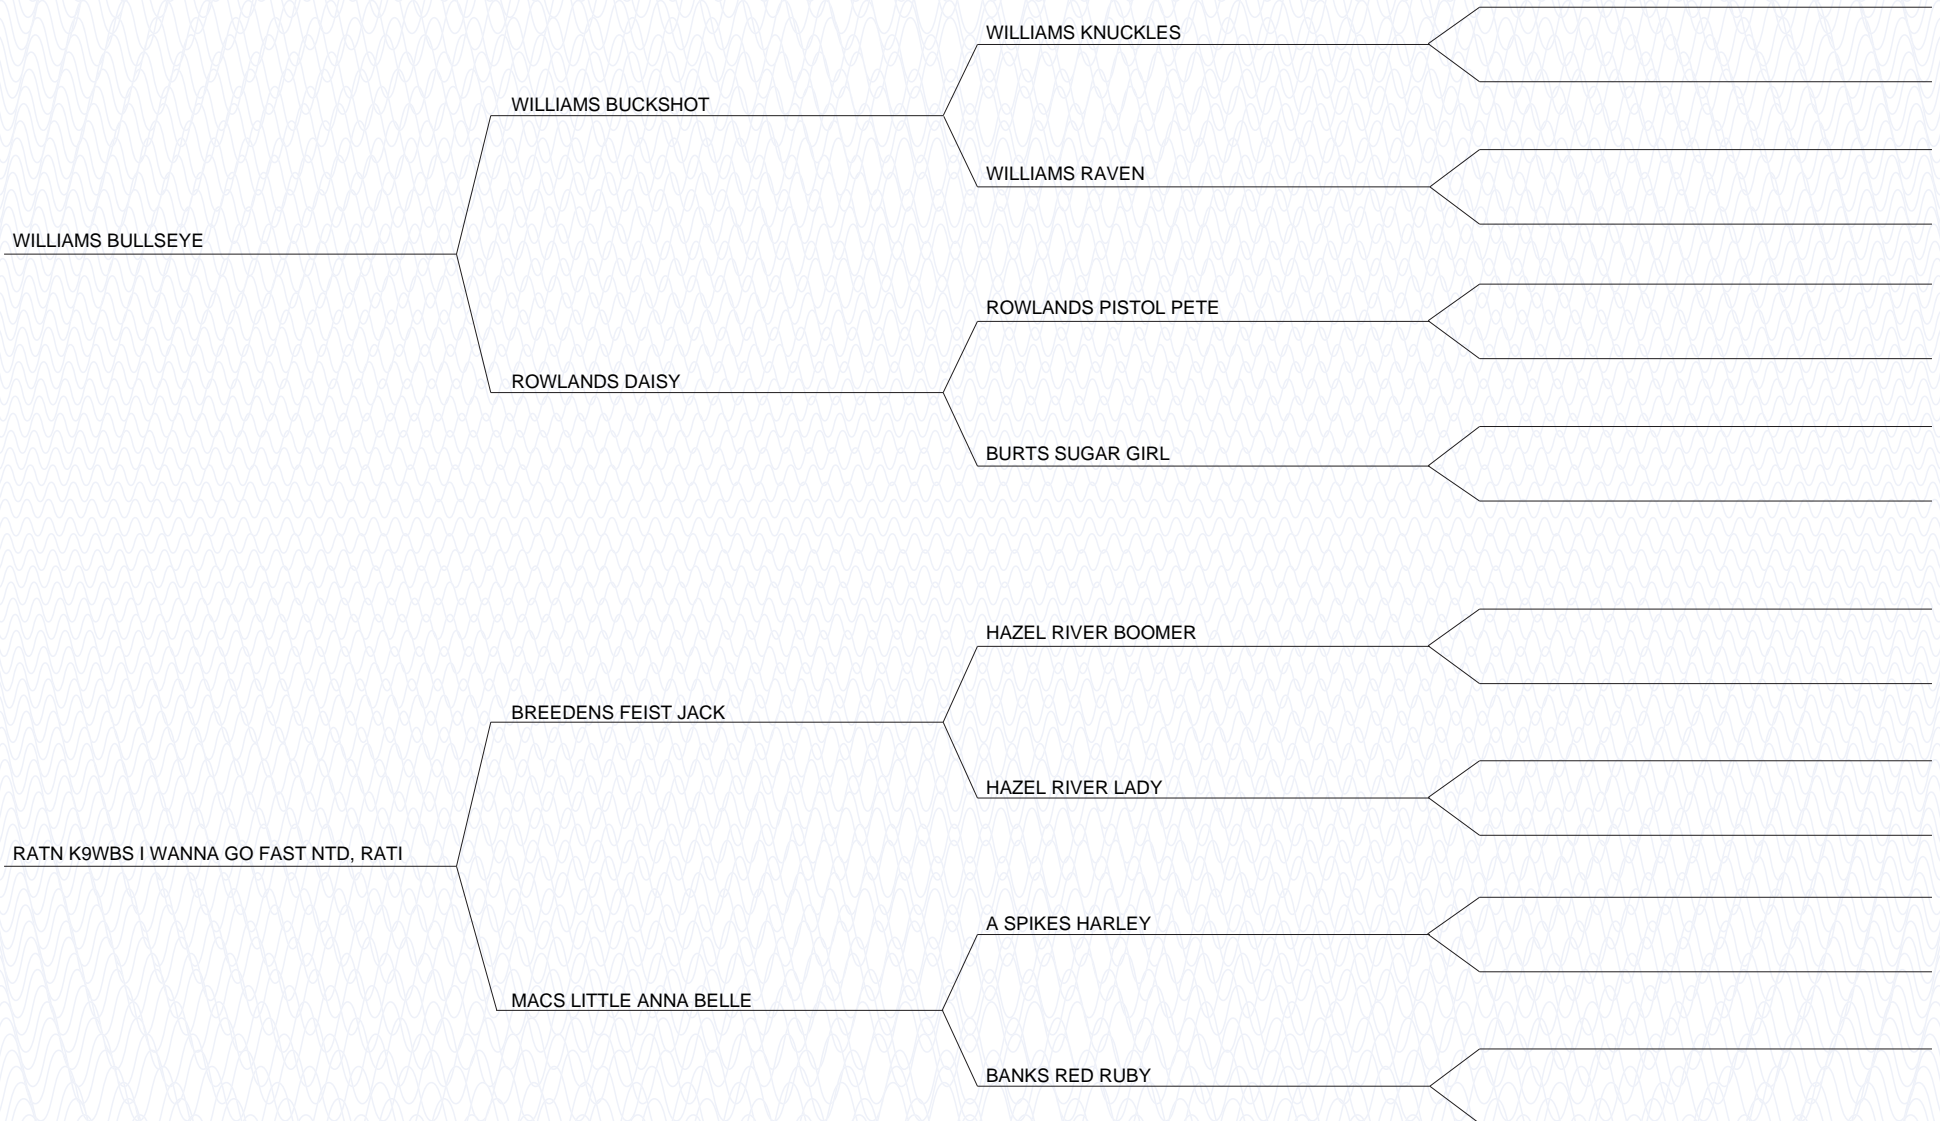 WILLIAMS KNUCKLES
WILLIAMS BUCKSHOT
WILLIAMS RAVEN
WILLIAMS BULLSEYE
ROWLANDS PISTOL PETE
ROWLANDS DAISY
BURTS SUGAR GIRL
HAZEL RIVER BOOMER
BREEDENS FEIST JACK
HAZEL RIVER LADY
RATN K9WBS I WANNA GO FAST NTD, RATI
A SPIKES HARLEY
MACS LITTLE ANNA BELLE
BANKS RED RUBY